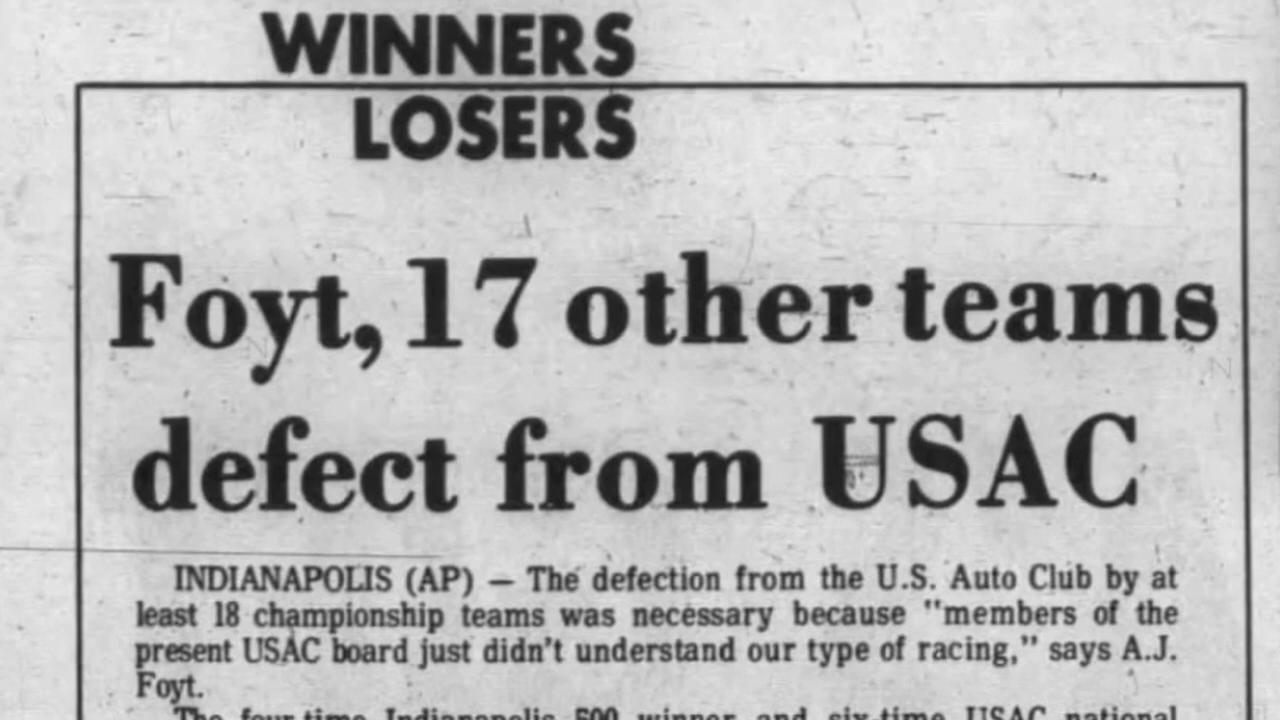 WINNERS
LOSERS
Foyt, 17 other teams
defect from USAC
INDIANAPOLIS (AP) — The defection from the U.S. Auto Club by at
least 18 championship teams was necessary because "members of the
present USAC board just didn't understand our type of racing," says A.J.
Foyt.
The four-time Indianapolis 500 winner and six-time USAC national